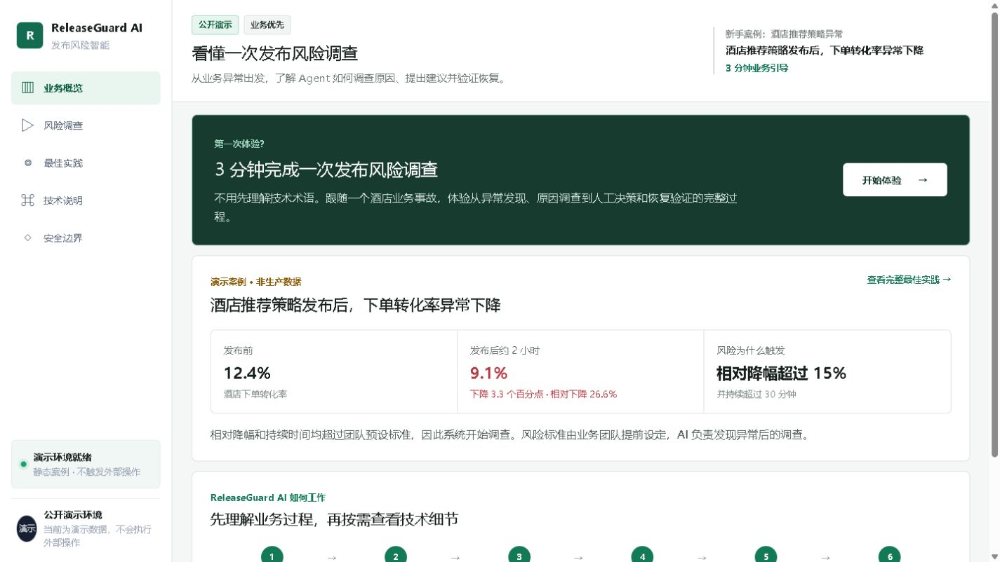 R
ReleaseGuard AI
发布风险智能
业务概览
风险调查
最佳实践
技术说明
安全边界
演示环境就绪
静态案例 · 不触发外部操作
演示
公开演示环境
当前为演示数据，不会执行
外部操作
公开演示
业务优先
看懂一次发布风险调查
从业务异常出发，了解 Agent 如何调查原因、提出建议并验证恢复。
新手案例：酒店推荐策略异常
酒店推荐策略发布后，下单转化率异常下降
3 分钟业务引导
第一次体验?
3 分钟完成一次发布风险调查
不用先理解技术术语。跟随一个酒店业务事故，体验从异常发现、原因调查到人工决策和恢复验证的完整过
程。
开始体验 →
演示案例 • 非生产数据
查看完整最佳实践 →
酒店推荐策略发布后，下单转化率异常下降
发布前
12.4%
酒店下单转化率
发布后约 2 小时
9.1%
下降 3.3 个百分点 · 相对下降 26.6%
风险为什么触发
相对降幅超过 15%
并持续超过 30 分钟
相对降幅和持续时间均超过团队预设标准，因此系统开始调查。风险标准由业务团队提前设定，AI 负责发现异常后的调查。
ReleaseGuard AI 如何工作
先理解业务过程，再按需查看技术细节
1 → 2 → 3 → 4 → 5 → 6